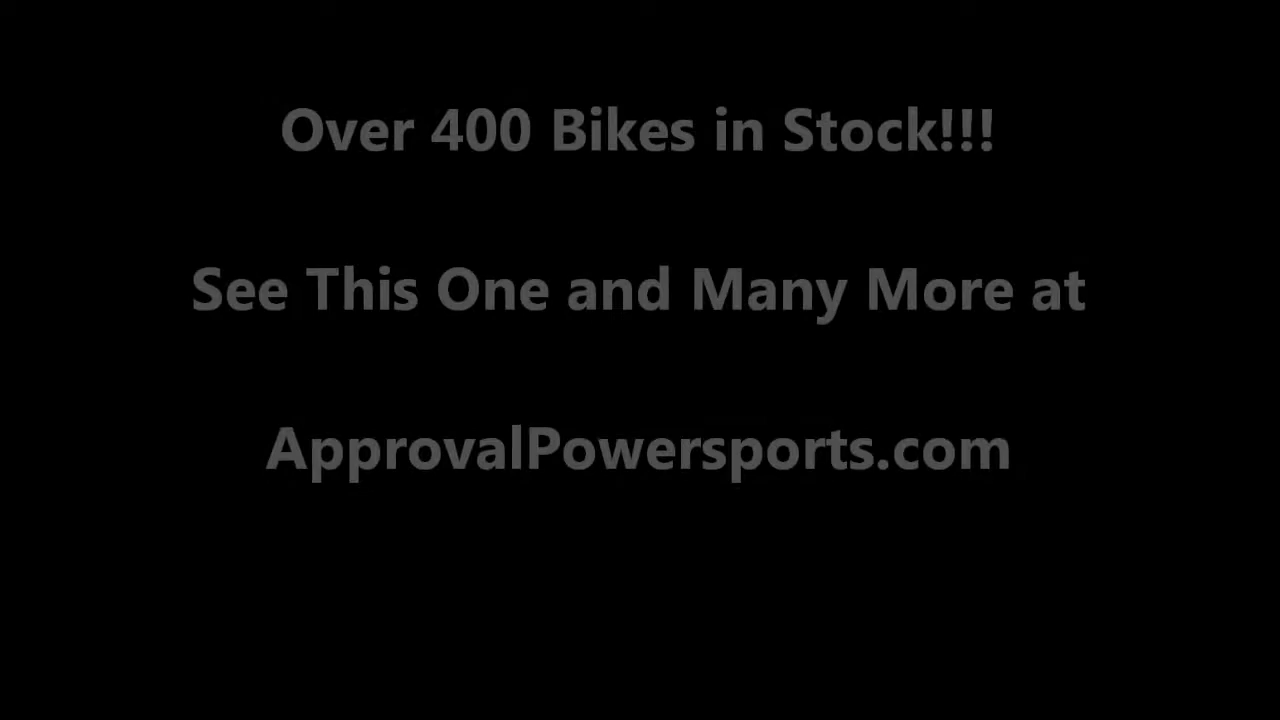 Over 400 Bikes in Stock!!!
See This One and Many More at
ApprovalPowersports.com